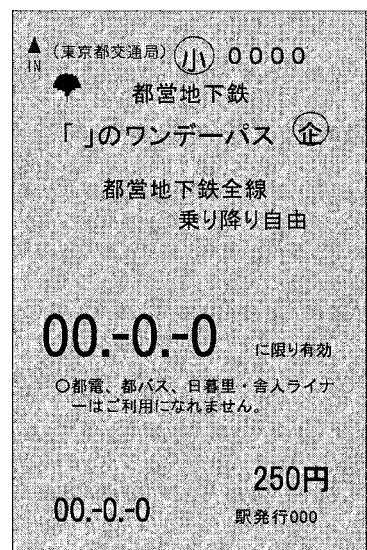 ▲(東京都交通局) ㊙小 0000
IN
都営地下鉄
「 」のワンデーパス 企
都営地下鉄全線
乗り降り自由
00.-0.-0 に限り有効
○都電、都バス、日暮里・舎人ライナ
ーはご利用になれません。
250円
00.-0.-0 駅発行000